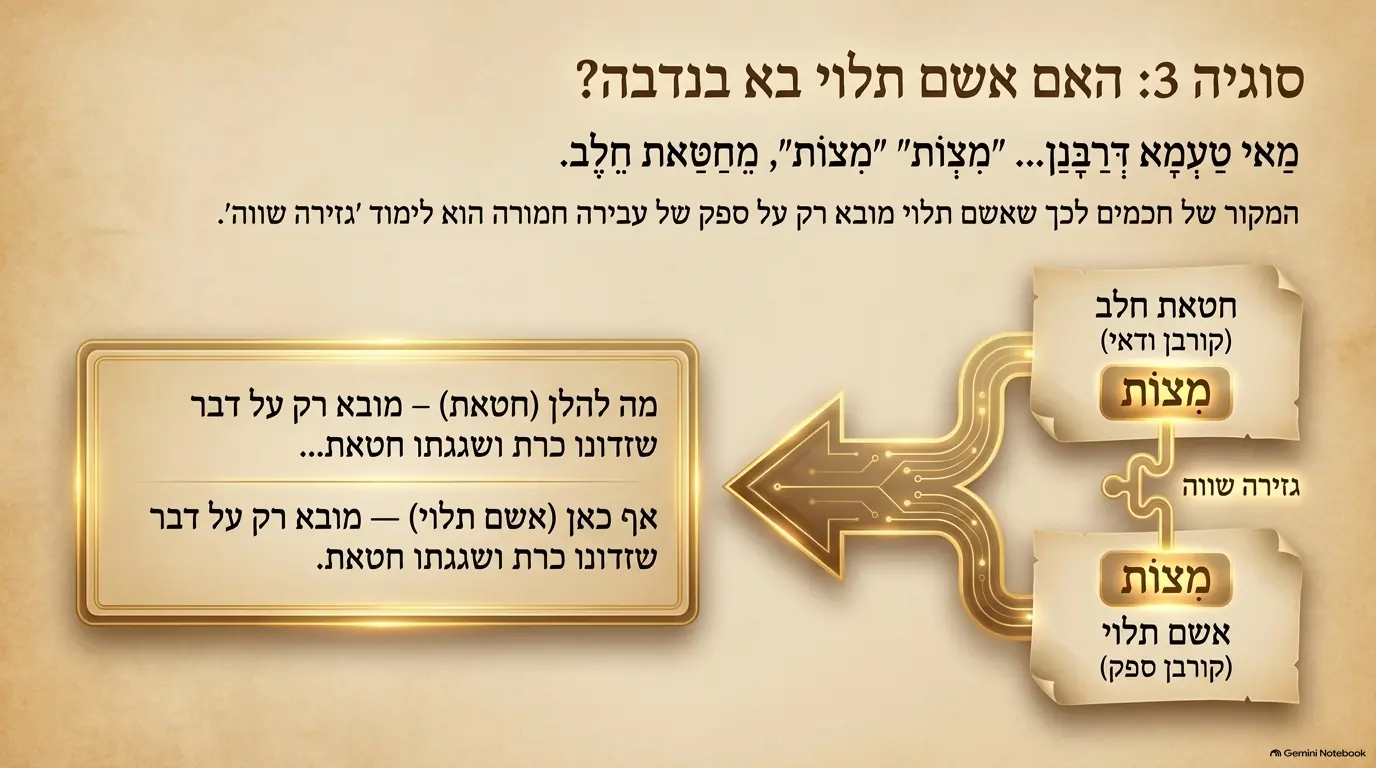 סוגיה 3: האם אשם תלוי בא בנדבה?
מַאי טַעְמָא דְּרַבָּנַן... "מִצְוֹת" "מִצוֹת", מֵחַטַּאת חֵלֶב.
המקור של חכמים לכך שאשם תלוי מובא רק על ספק של עבירה חמורה הוא לימוד 'גזירה שווה'.
חטאת חלב
(קורבן ודאי)
מִצוֹת
גזירה שווה
מִצוֹת
אשם תלוי
(קורבן ספק)
מה להלן (חטאת) – מובא רק על דבר
שזדונו כרת ושגגתו חטאת...
אף כאן (אשם תלוי) — מובא רק על דבר
שזדונו כרת ושגגתו חטאת.
Gemini Notebook